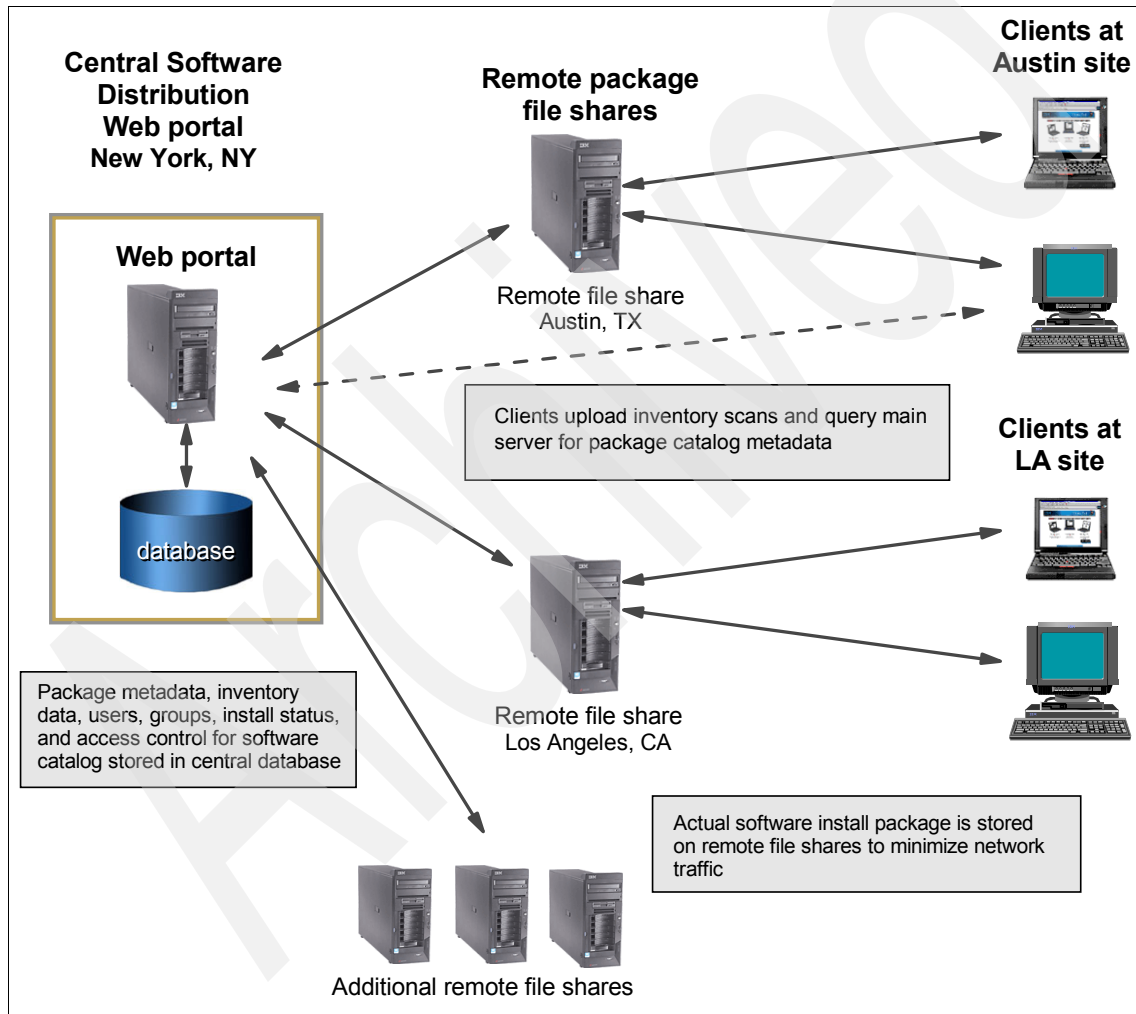 Central Software
Distribution
Web portal
New York, NY
Remote package
file shares
Clients at
Austin site
Web portal
Remote file share
Austin, TX
Clients upload inventory scans and query main
server for package catalog metadata
Clients at
LA site
database
Package metadata, inventory
data, users, groups, install status,
and access control for software
catalog stored in central database
Remote file share
Los Angeles, CA
Actual software install package is stored
on remote file shares to minimize network
traffic
Additional remote file shares
Archived